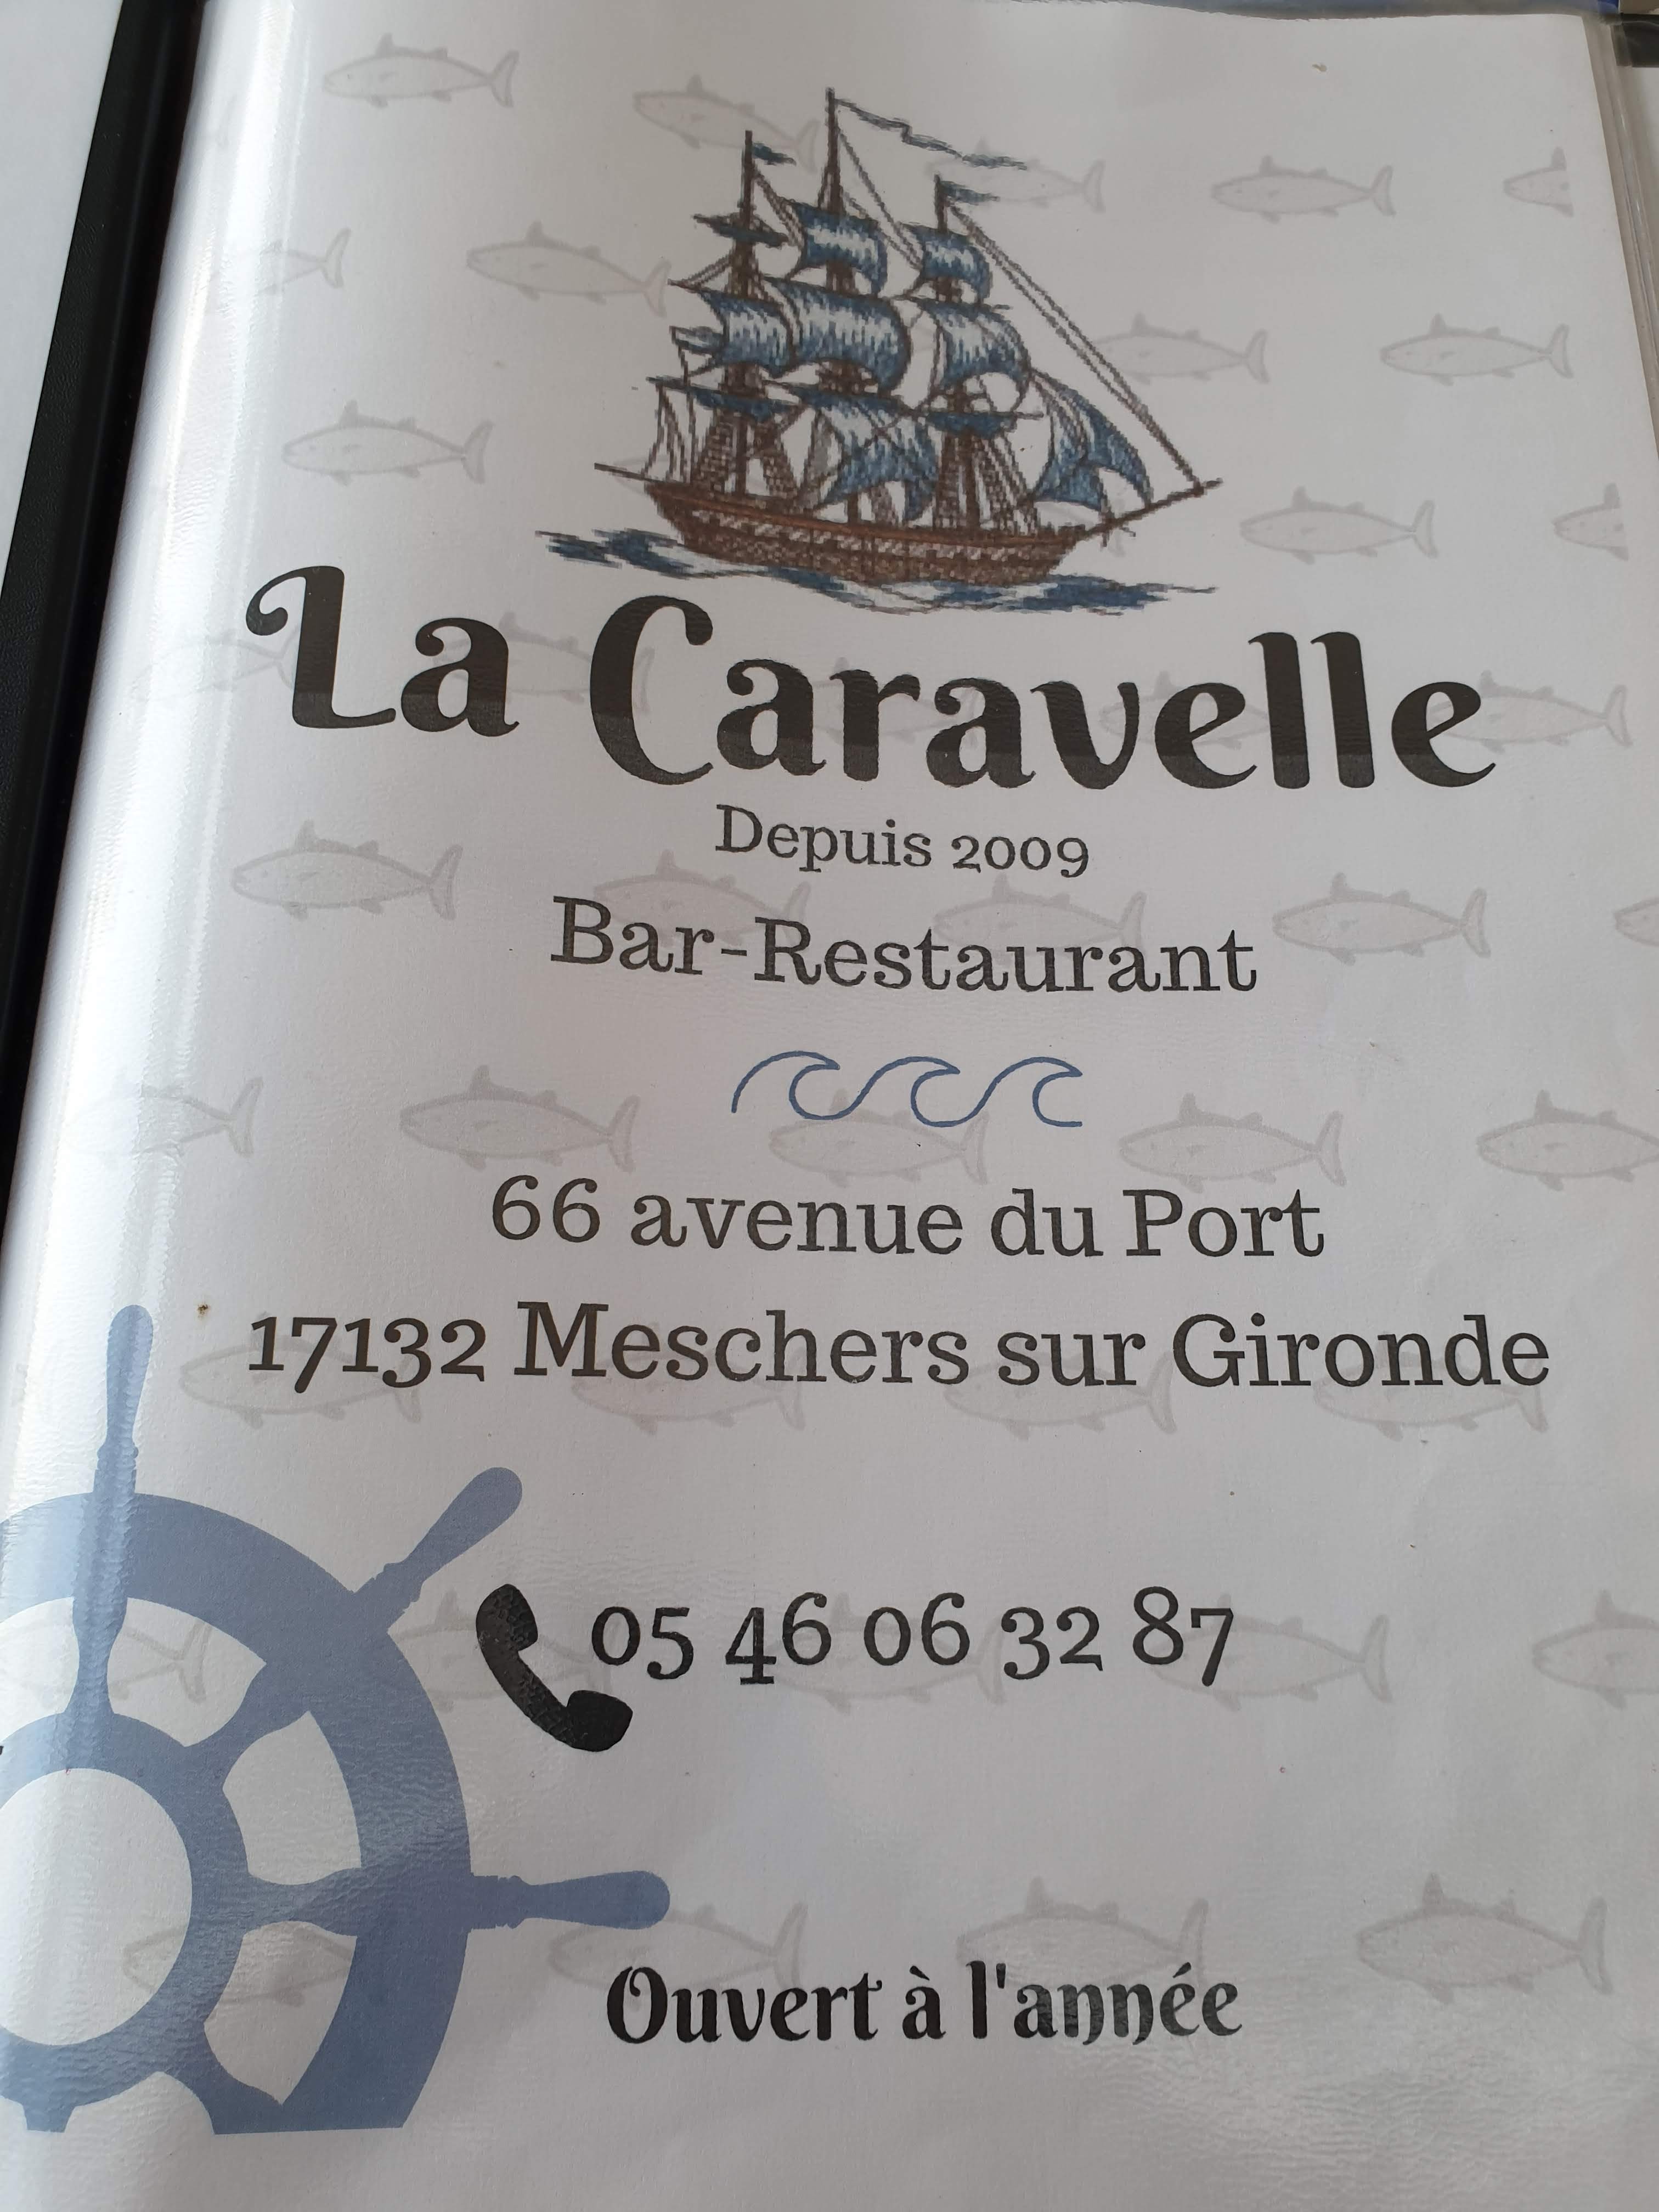 La Caravelle
Depuis 2009
Bar-Restaurant
66 avenue du Port
17132 Meschers sur Gironde
05 46 06 32 87
Ouvert à l'année